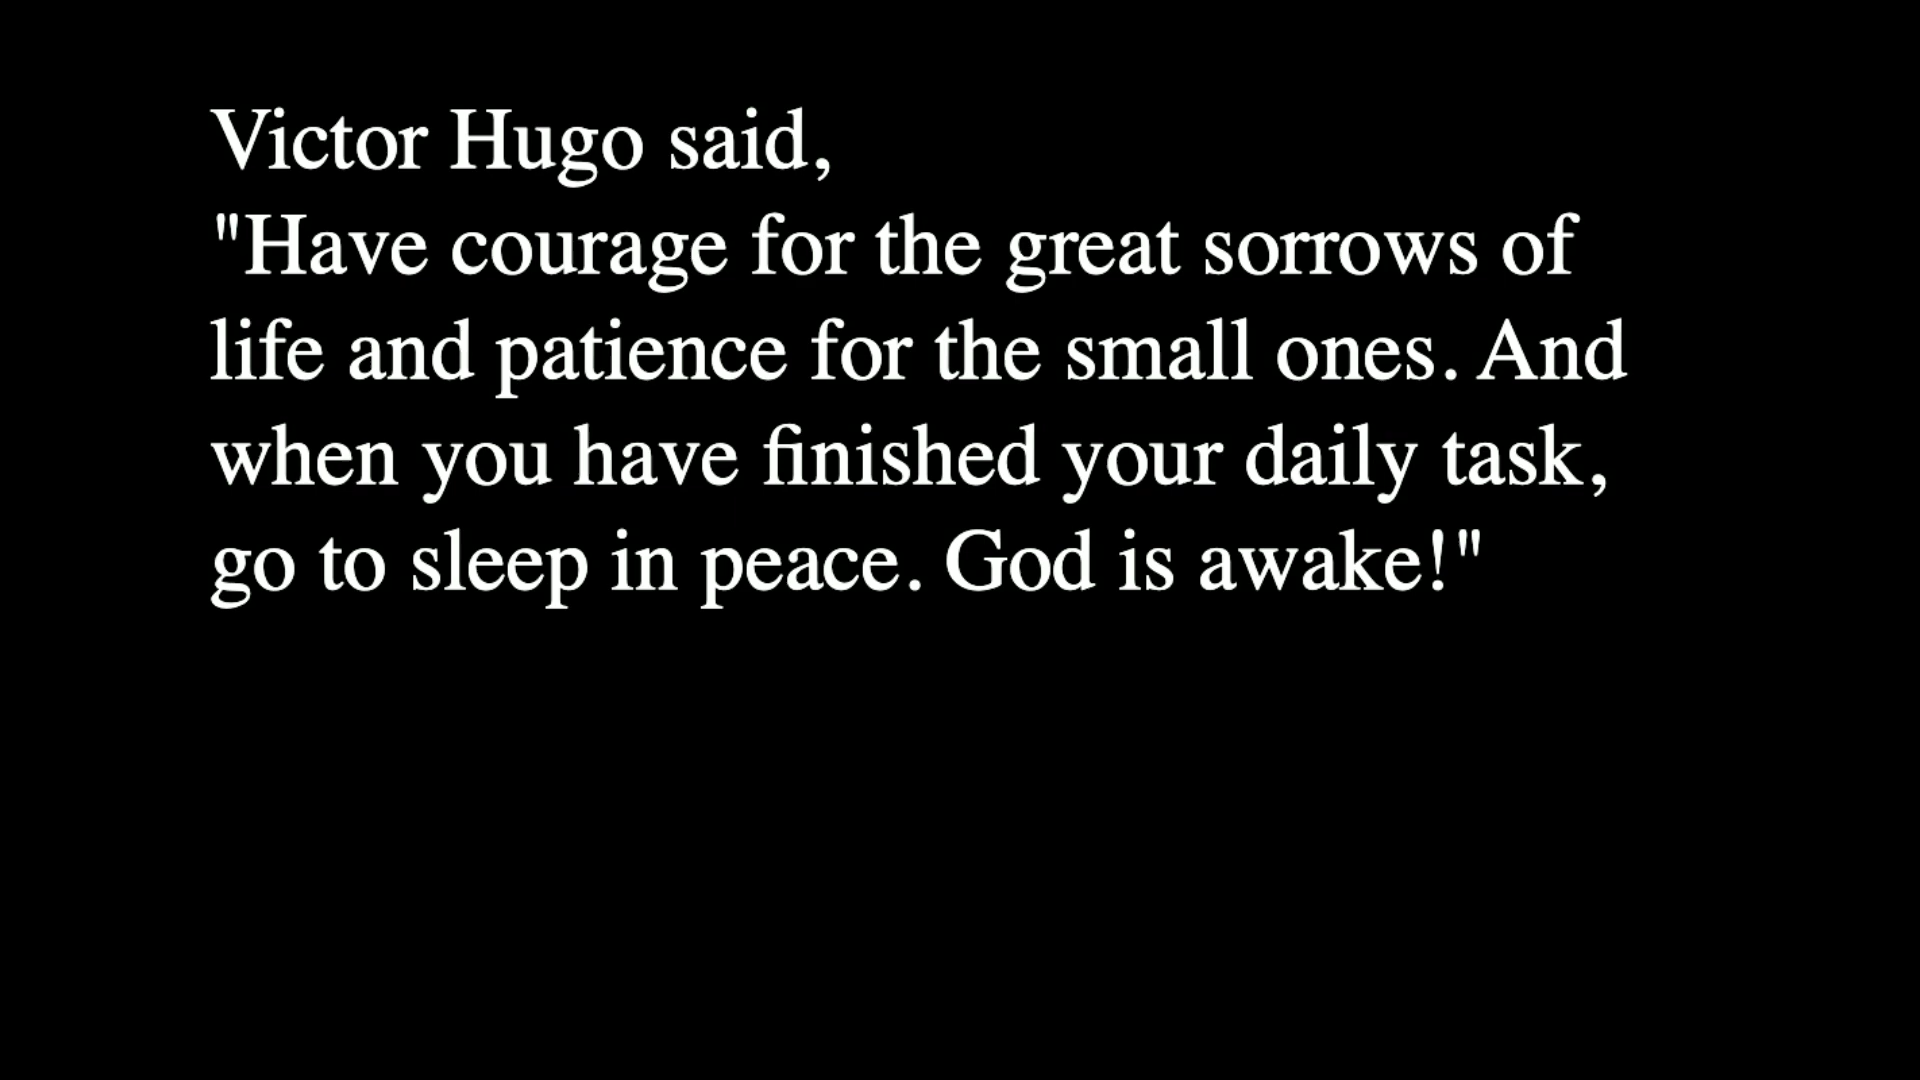 Victor Hugo said,
"Have courage for the great sorrows of
life and patience for the small ones. And
when you have finished your daily task,
go to sleep in peace. God is awake!"